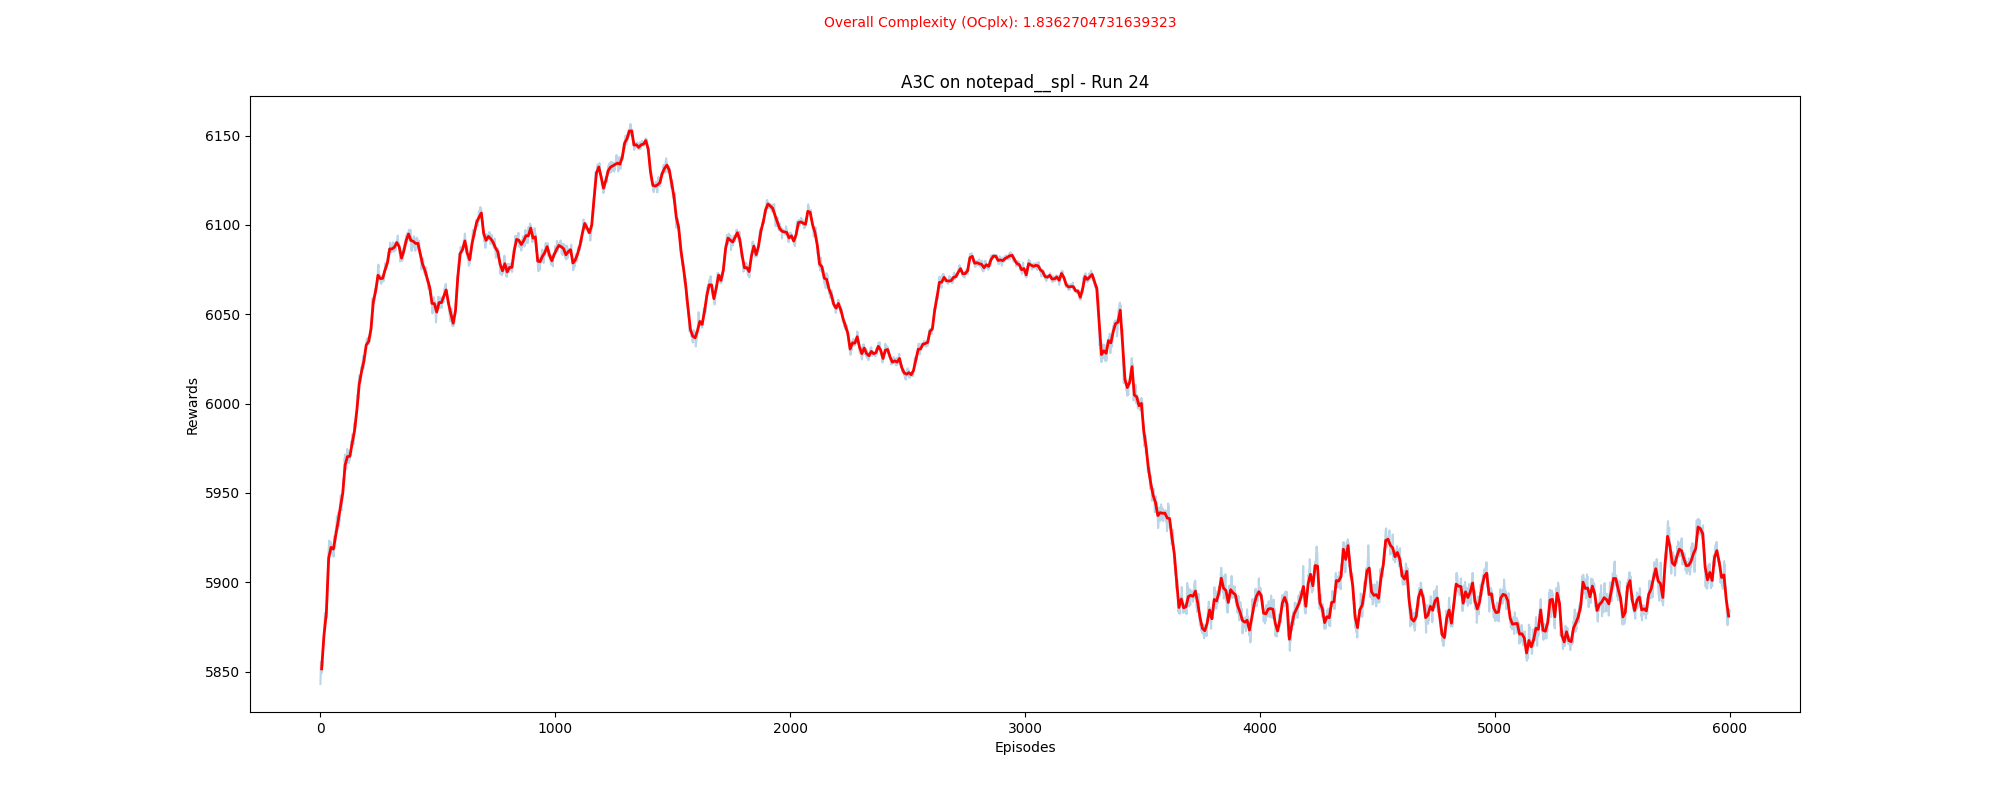 Overall Complexity (OCplx): 1.8362704731639323
A3C on notepad__spl - Run 24
6150
6100
6050
6000
5950
5900
5850
Rewards
0 1000 2000 3000 4000 5000 6000
Episodes